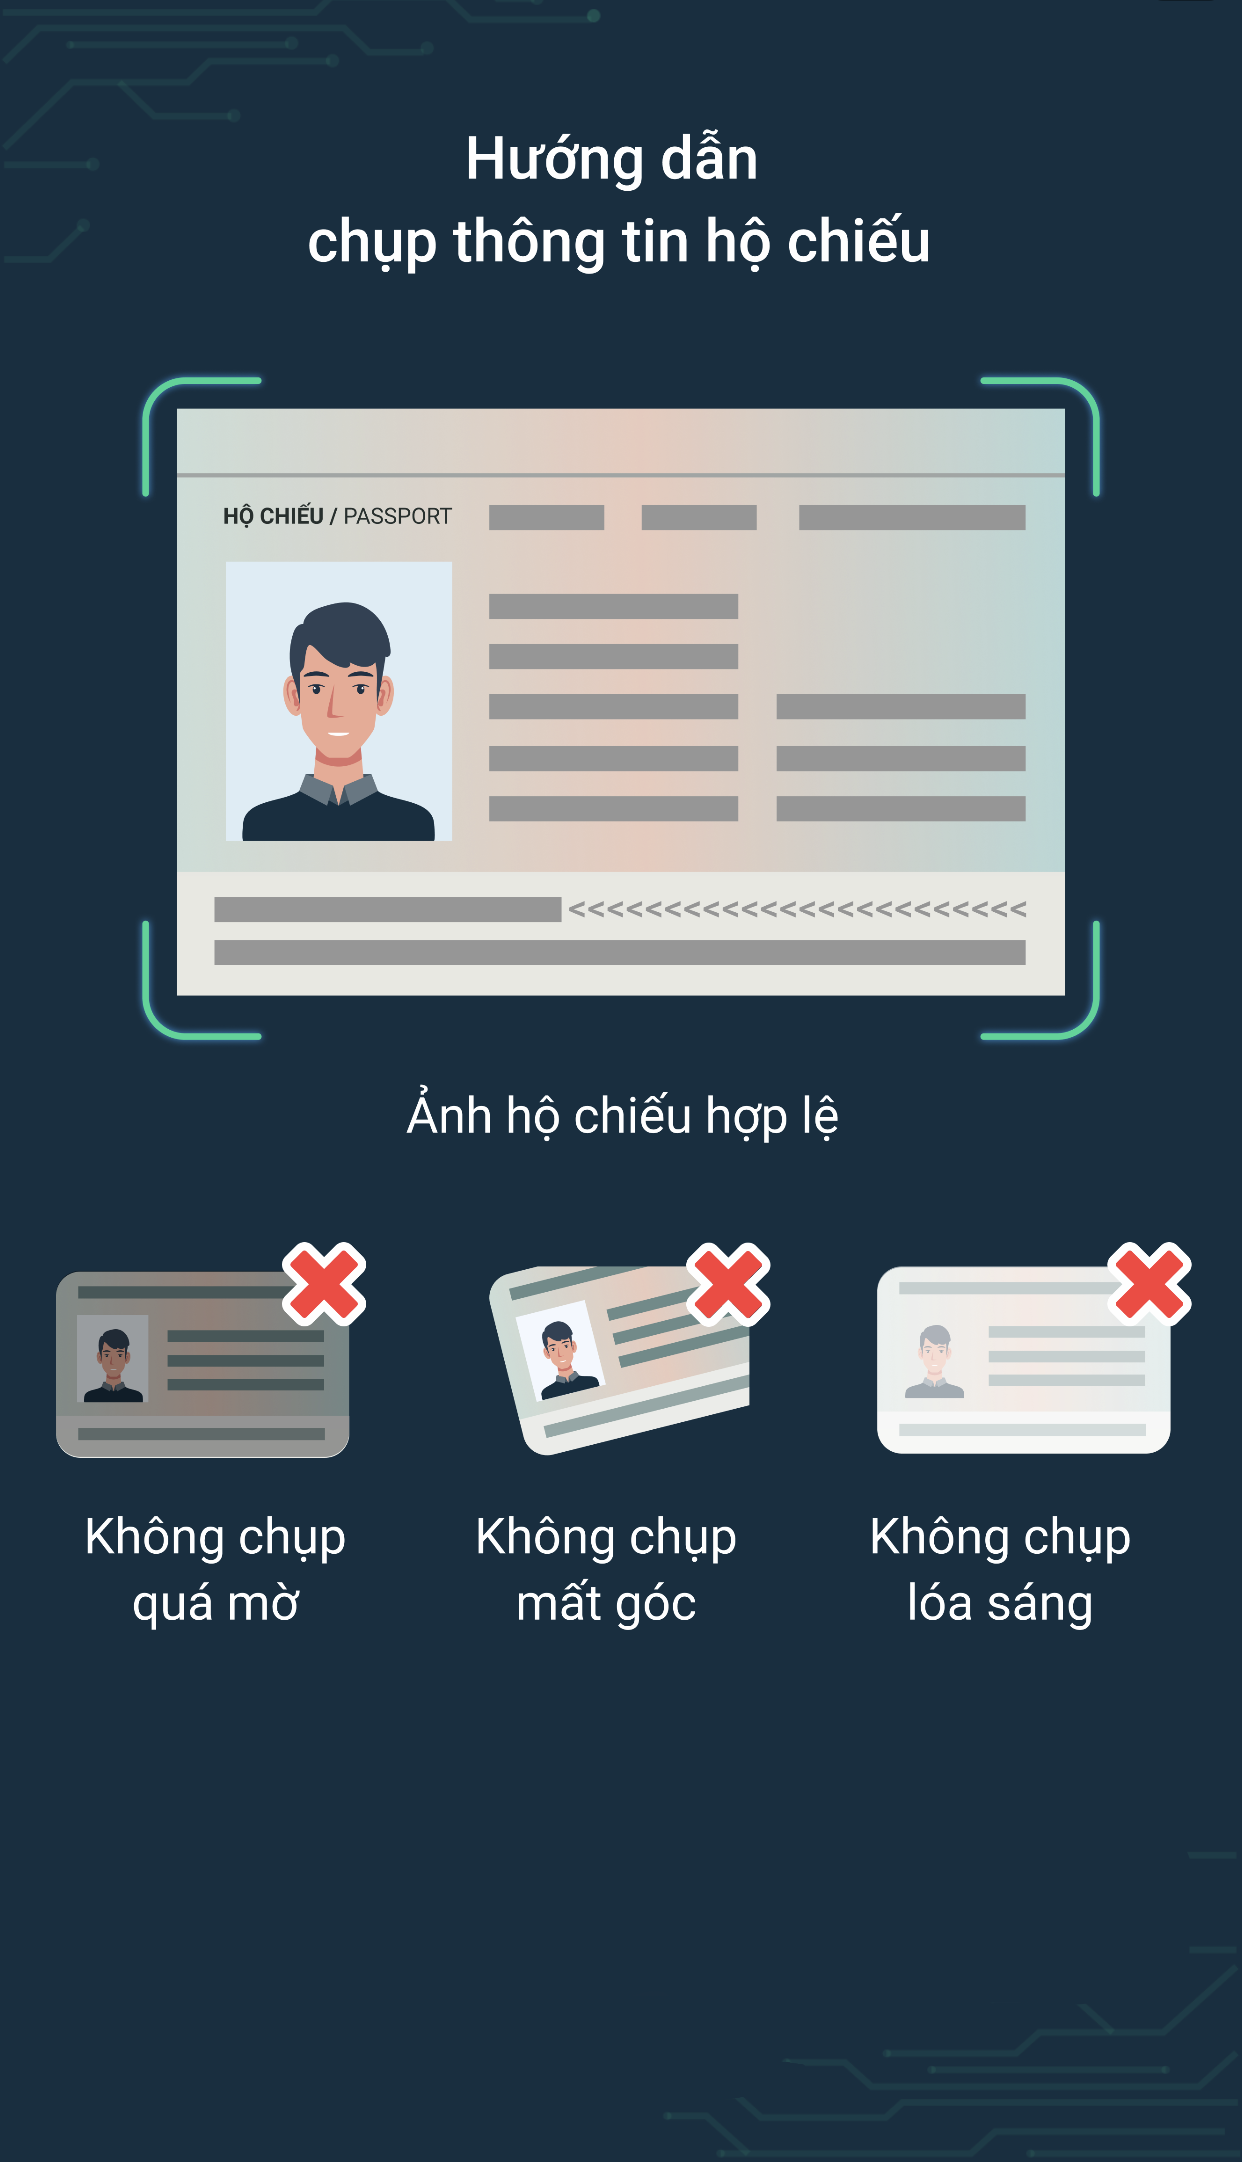 Hướng dẫn
chụp thông tin hộ chiếu
HỘ CHIẾU / PASSPORT
<<<<<<<<<<<<<<<<<<<<<<<<
Ảnh hộ chiếu hợp lệ
Không chụp
quá mờ
Không chụp
mất góc
Không chụp
lóa sáng